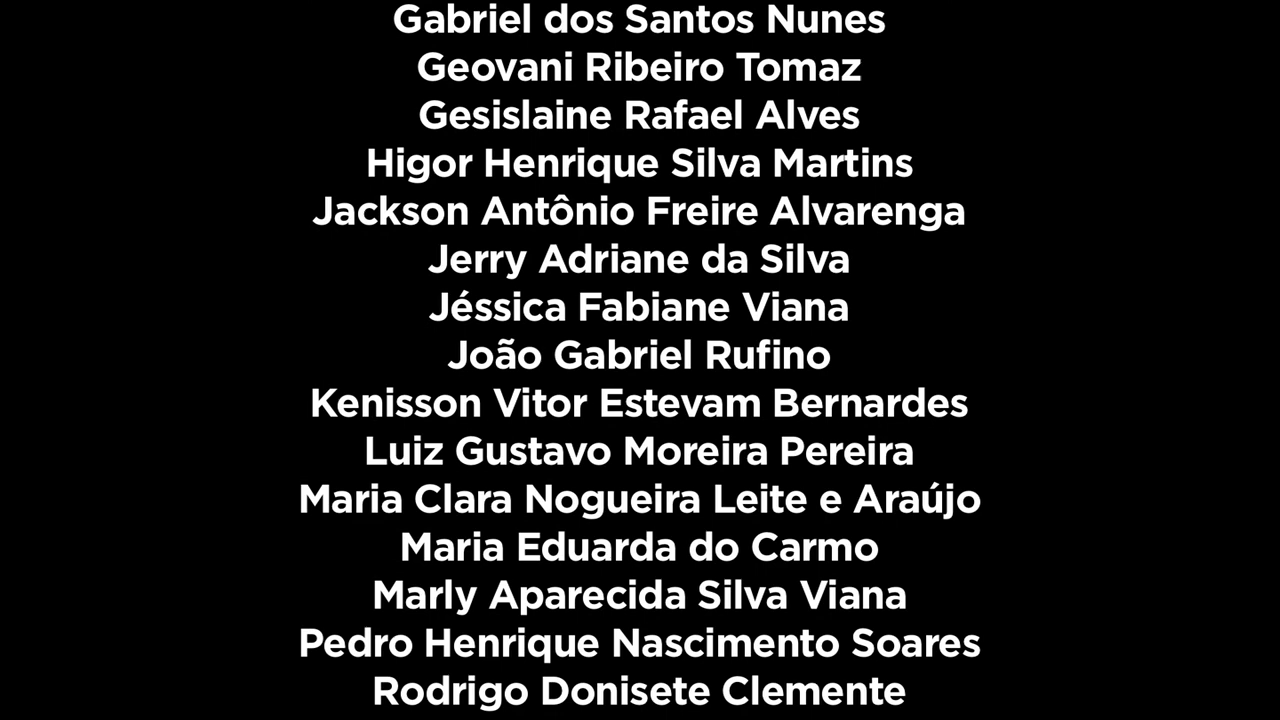 Gabriel dos Santos Nunes
Geovani Ribeiro Tomaz
Gesislaine Rafael Alves
Higor Henrique Silva Martins
Jackson Antônio Freire Alvarenga
Jerry Adriane da Silva
Jéssica Fabiane Viana
João Gabriel Rufino
Kenisson Vitor Estevam Bernardes
Luiz Gustavo Moreira Pereira
Maria Clara Nogueira Leite e Araújo
Maria Eduarda do Carmo
Marly Aparecida Silva Viana
Pedro Henrique Nascimento Soares
Rodrigo Donisete Clemente